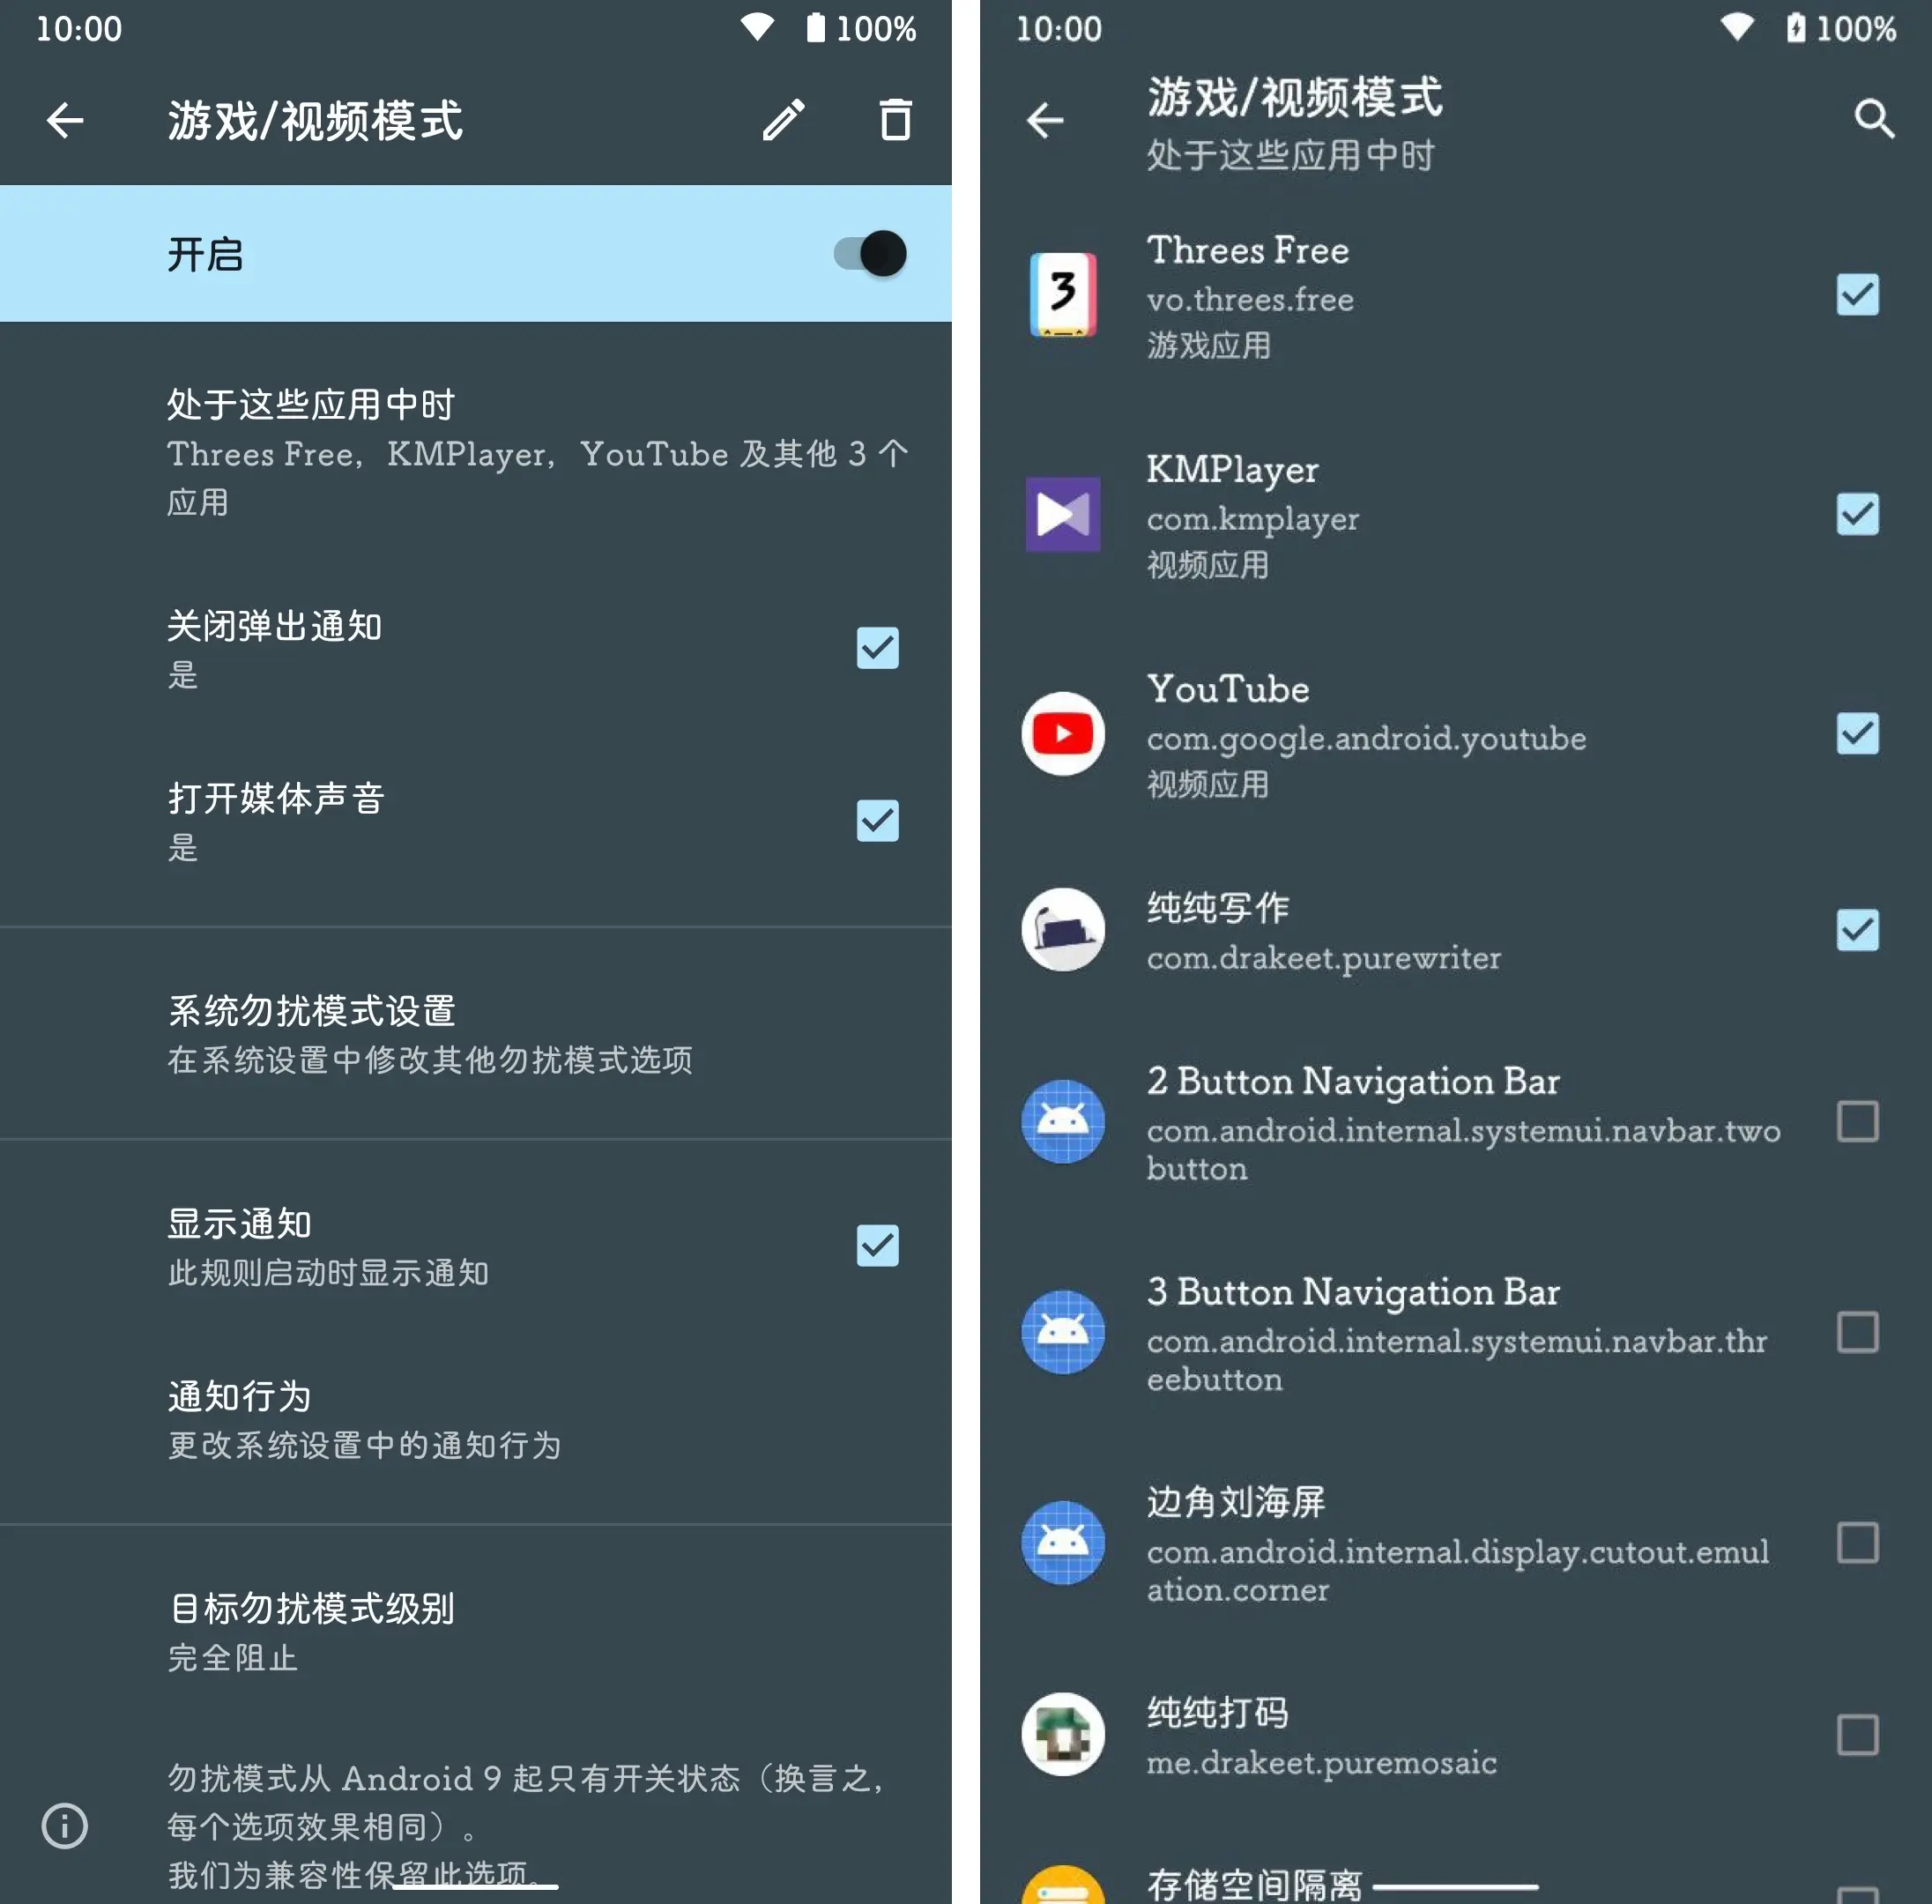 10:00
100%
游戏/视频模式
开启
处于这些应用中时
Threes Free，KMPlayer，YouTube 及其他 3 个
应用
关闭弹出通知
是
打开媒体声音
是
系统勿扰模式设置
在系统设置中修改其他勿扰模式选项
显示通知
此规则启动时显示通知
通知行为
更改系统设置中的通知行为
目标勿扰模式级别
完全阻止
勿扰模式从 Android 9 起只有开关状态（换言之，
每个选项效果相同）。
我们为兼容性保留此选项。
10:00
100%
游戏/视频模式
处于这些应用中时
3
Threes Free
vo.threes.free
游戏应用
KMPlayer
com.kmplayer
视频应用
YouTube
com.google.android.youtube
视频应用
纯纯写作
com.drakeet.purewriter
2 Button Navigation Bar
com.android.internal.systemui.navbar.two
button
3 Button Navigation Bar
com.android.internal.systemui.navbar.thr
eebutton
边角刘海屏
com.android.internal.display.cutout.emul
ation.corner
纯纯打码
me.drakeet.puremosaic
存储空间隔离